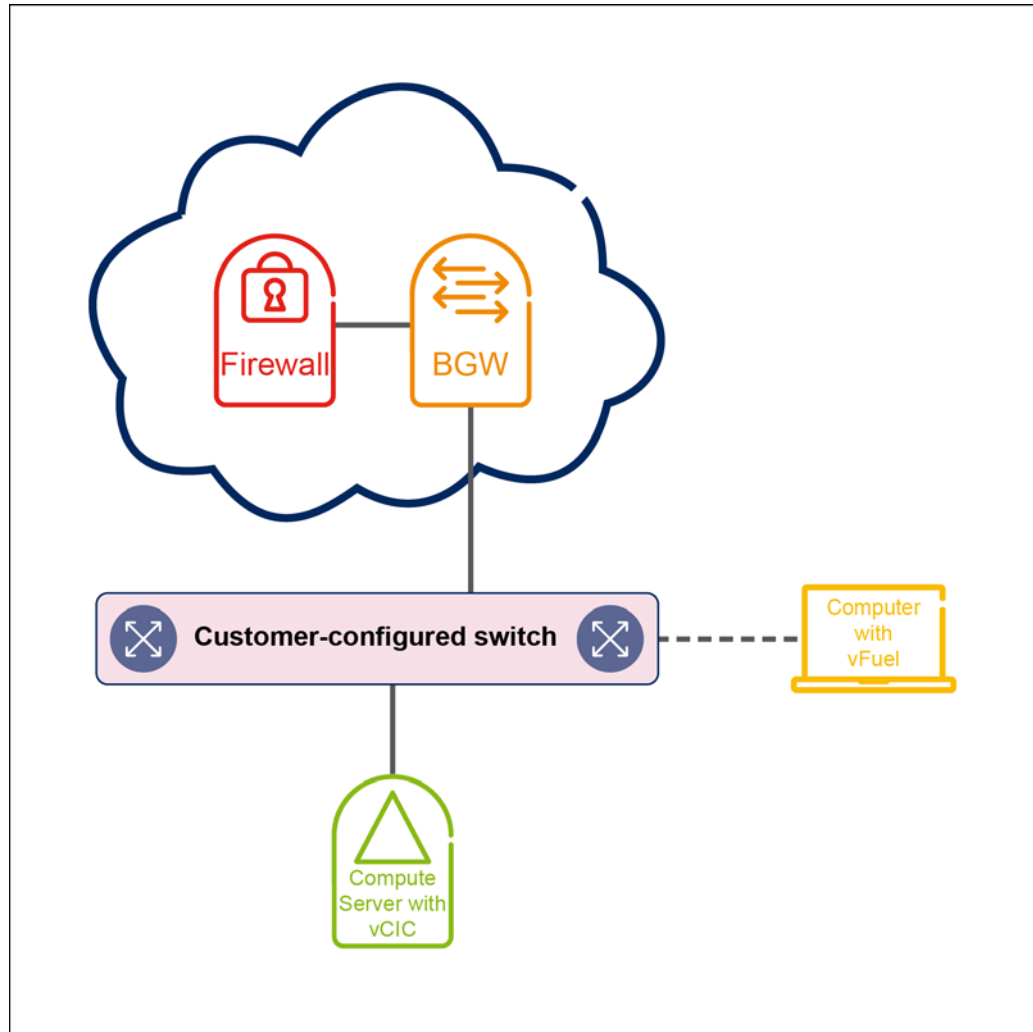 Firewall
BGW
Customer-configured switch
Computer
with
vFuel
Compute
Server with
vCIC